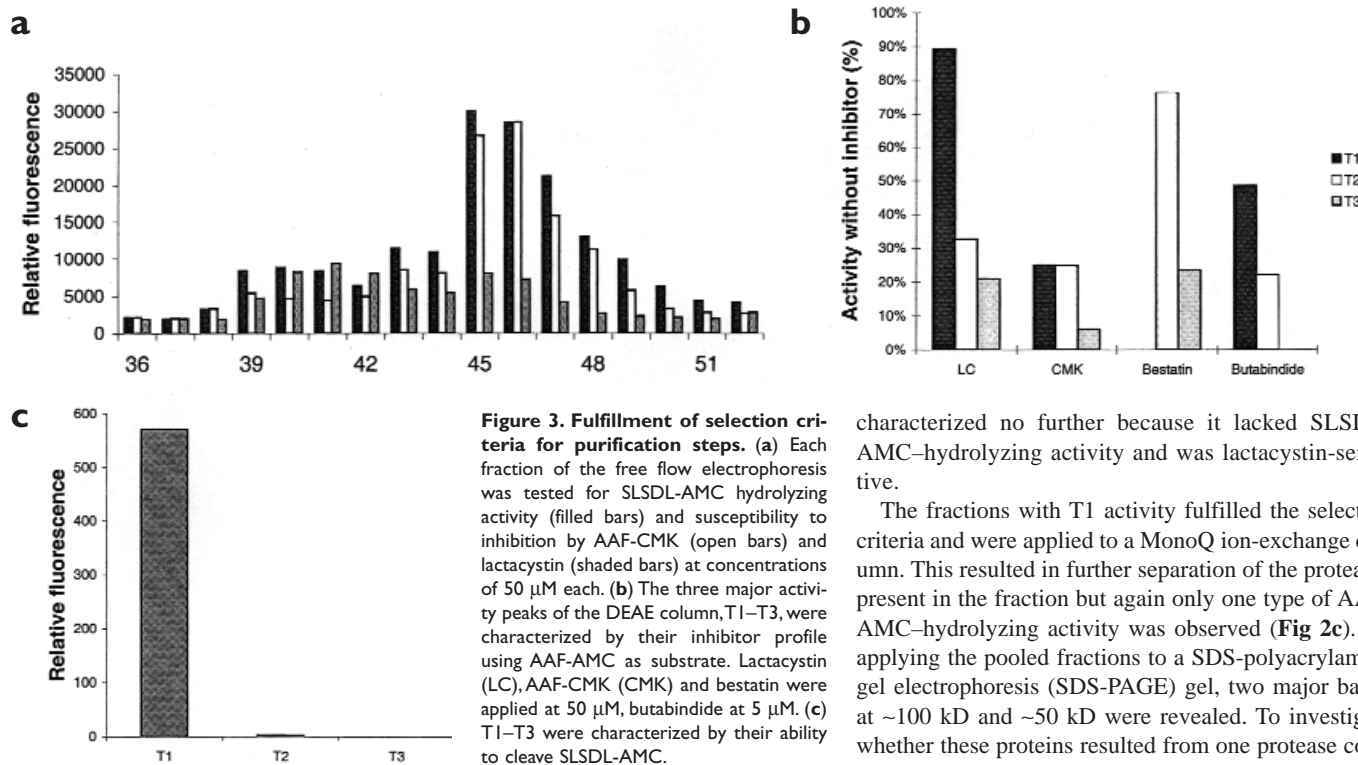 a
Relative fluorescence
35000
30000
25000
20000
15000
10000
5000
0
36
39
42
45
48
51
b
Activity without inhibitor (%)
100%
90%
80%
70%
60%
50%
40%
30%
20%
10%
0%
LC
CMK
Bestatin
Butabindide
T1
T2
T3
c
Relative fluorescence
600
500
400
300
200
100
0
T1
T2
T3
Figure 3. Fulfillment of selection cri-
teria for purification steps. (a) Each
fraction of the free flow electrophoresis
was tested for SLSDL-AMC hydrolyzing
activity (filled bars) and susceptibility to
inhibition by AAF-CMK (open bars) and
lactacystin (shaded bars) at concentrations
of 50 μM each. (b) The three major activi-
ty peaks of the DEAE column, T1–T3, were
characterized by their inhibitor profile
using AAF-AMC as substrate. Lactacystin
(LC), AAF-CMK (CMK) and bestatin were
applied at 50 μM, butabindide at 5 μM. (c)
T1–T3 were characterized by their ability
to cleave SLSDL-AMC.
characterized no further because it lacked SLSI
AMC–hydrolyzing activity and was lactacystin-se
tive.
The fractions with T1 activity fulfilled the select
criteria and were applied to a MonoQ ion-exchange
umn. This resulted in further separation of the protea
present in the fraction but again only one type of
AMC–hydrolyzing activity was observed (Fig 2c).
applying the pooled fractions to a SDS-polyacrylam
gel electrophoresis (SDS-PAGE) gel, two major ba
at ~100 kD and ~50 kD were revealed. To investig
whether these proteins resulted from one protease co